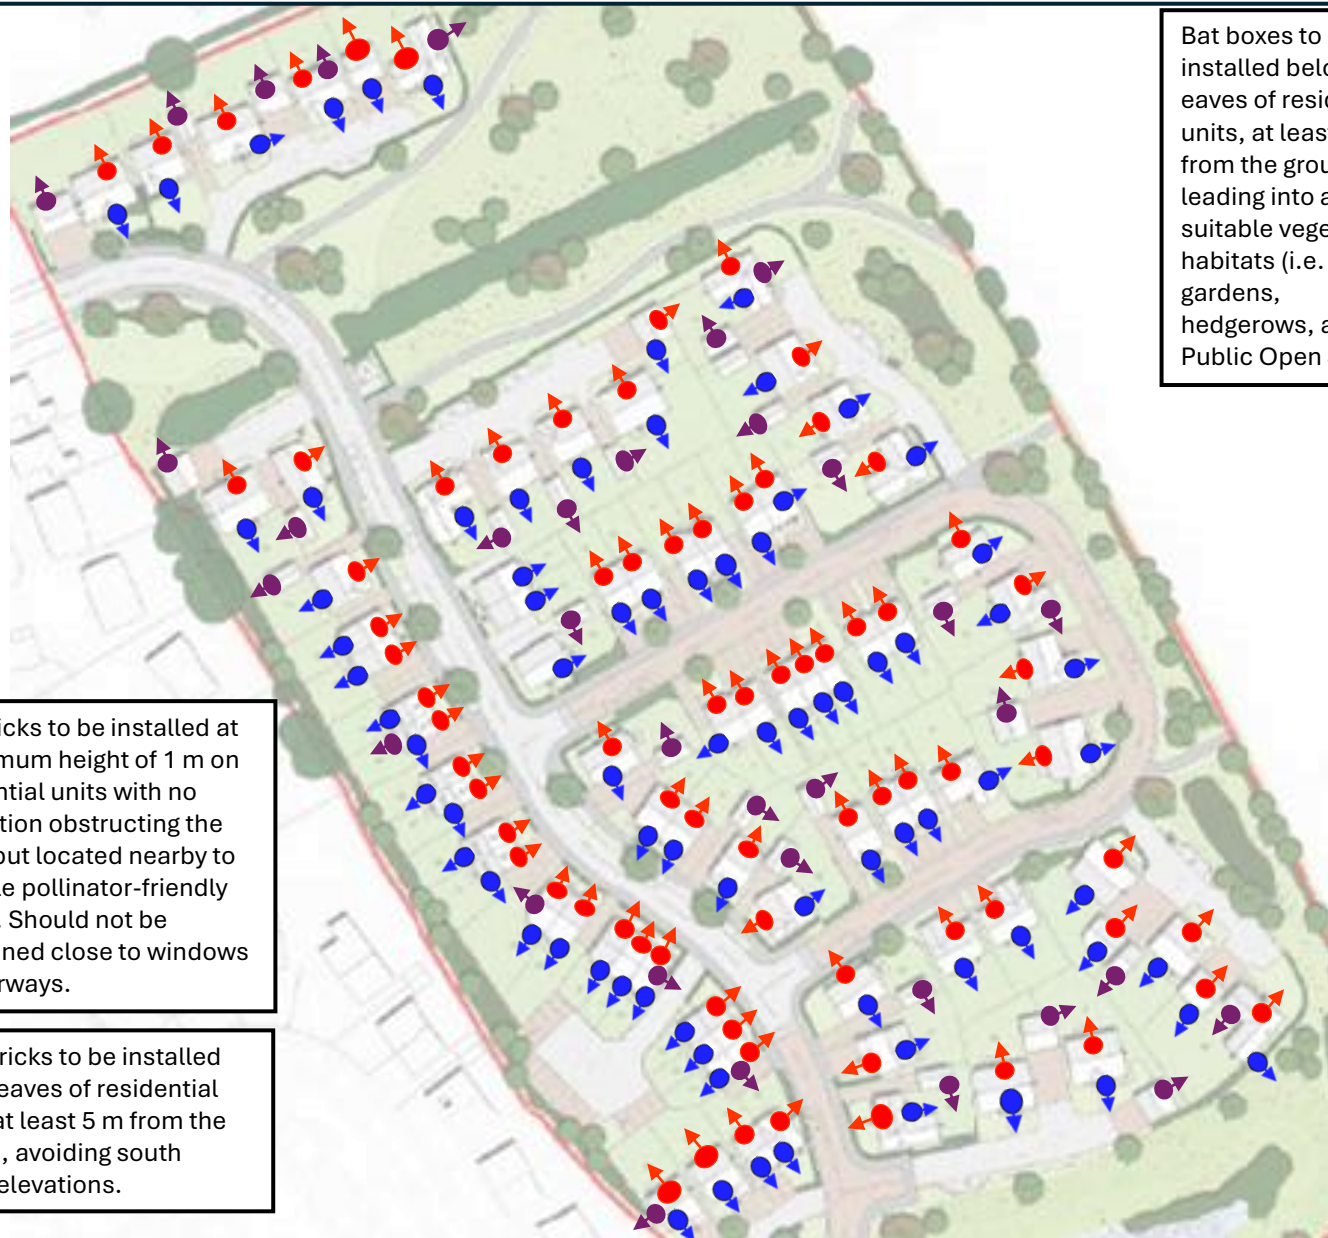 Bat boxes to
installed belo
eaves of resid
units, at least
from the grou
leading into a
suitable vege
habitats (i.e.
gardens,
hedgerows, a
Public Open
icks to be installed at
mum height of 1 m on
ntial units with no
tion obstructing the
but located nearby to
le pollinator-friendly
. Should not be
ned close to windows
rways.
ricks to be installed
eaves of residential
at least 5 m from the
, avoiding south
elevations.